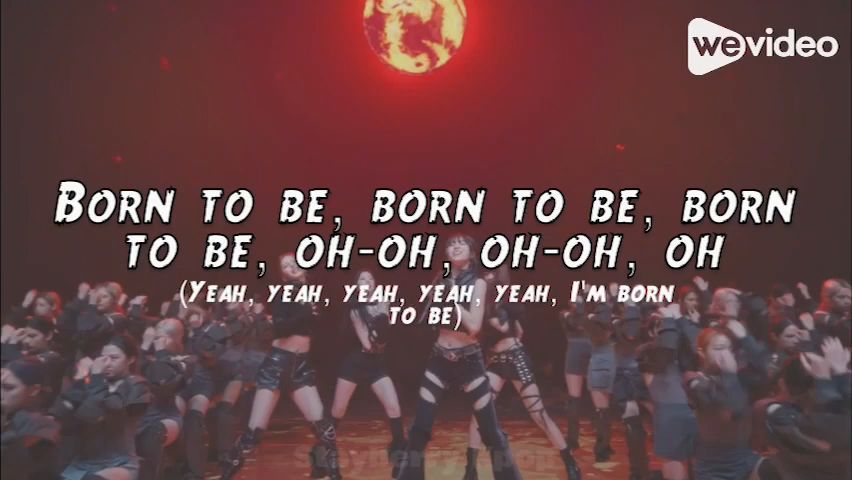 wevideo
BORN TO BE, BORN TO BE, BORN
TO BE, OH-OH, OH-OH, OH
(YEAH, YEAH, YEAH, YEAH, YEAH, I'M BORN
TO BE)